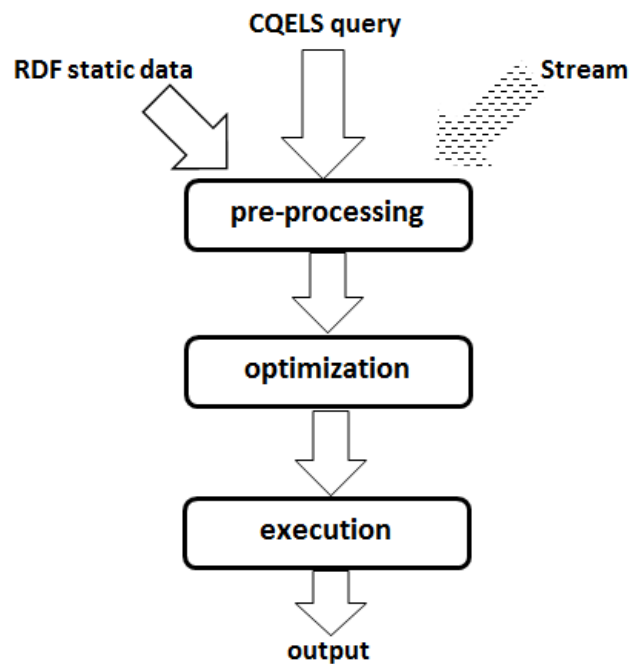 CQELS query
RDF static data
Stream
pre-processing
optimization
execution
output